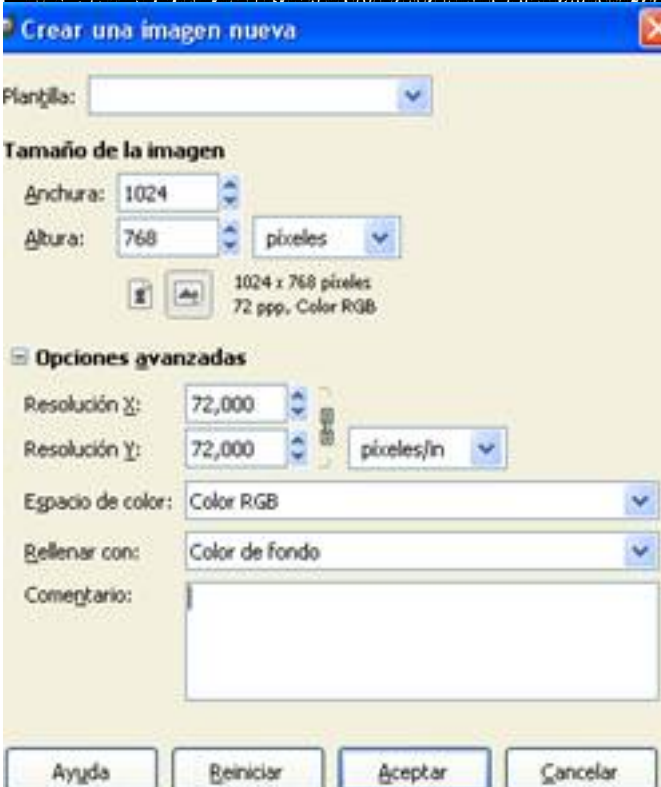 Crear una imagen nueva
Plantilla:
Tamaño de la imagen
Anchura: 1024
Altura: 768 píxeles
1024 x 768 píxeles
72 ppp, Color RGB
Opciones avanzadas
Resolución X: 72,000
Resolución Y: 72,000 píxeles/in
Espacio de color: Color RGB
Rellenar con: Color de fondo
Comentario:
Ayuda Reiniciar Aceptar Cancelar